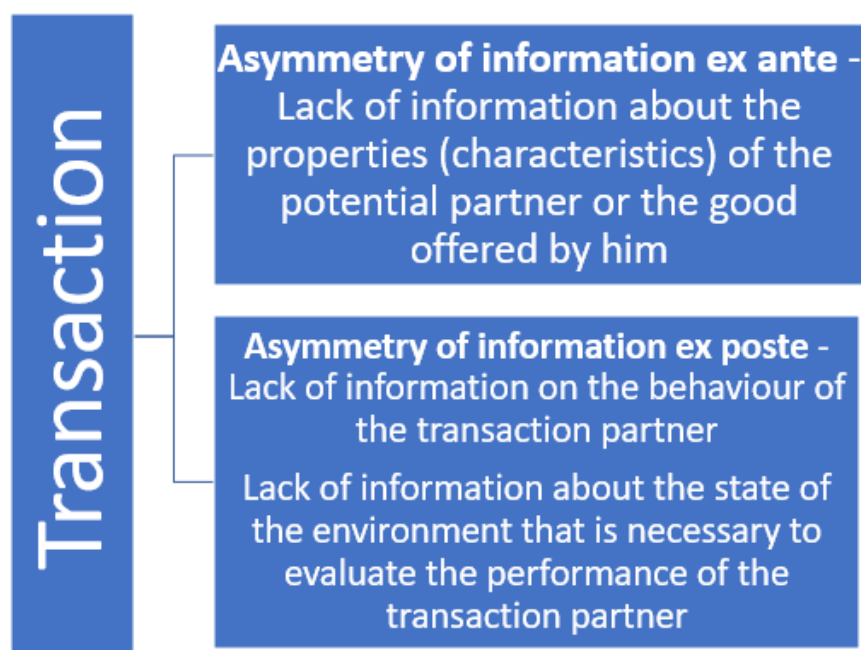 Transaction
Asymmetry of information ex ante -
Lack of information about the
properties (characteristics) of the
potential partner or the good
offered by him
Asymmetry of information ex poste -
Lack of information on the behaviour of
the transaction partner
Lack of information about the state of
the environment that is necessary to
evaluate the performance of the
transaction partner